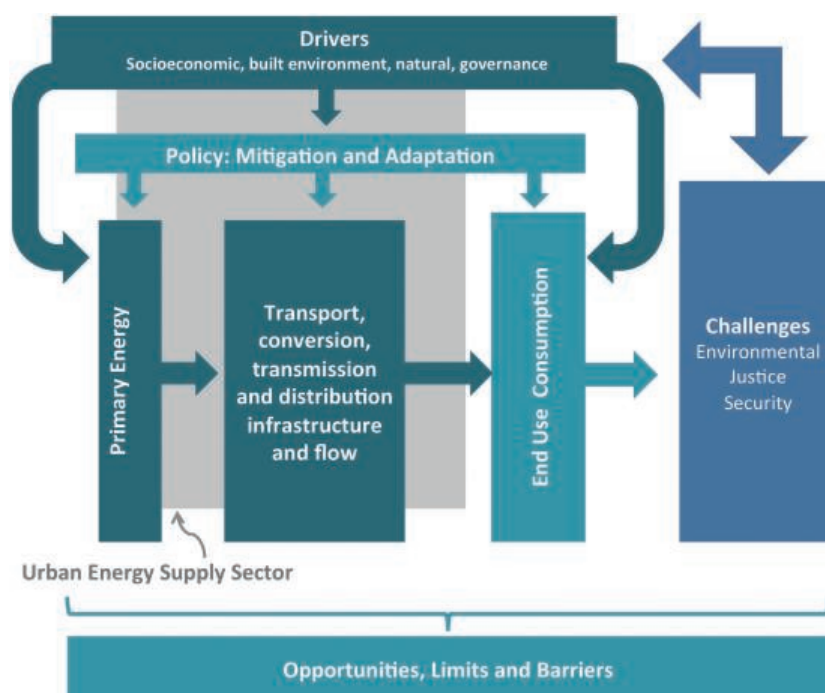 Drivers
Socioeconomic, built environment, natural, governance
Policy: Mitigation and Adaptation
Primary Energy
Transport,
conversion,
transmission
and distribution
infrastructure
and flow
End Use Consumption
Challenges
Environmental
Justice
Security
Urban Energy Supply Sector
Opportunities, Limits and Barriers